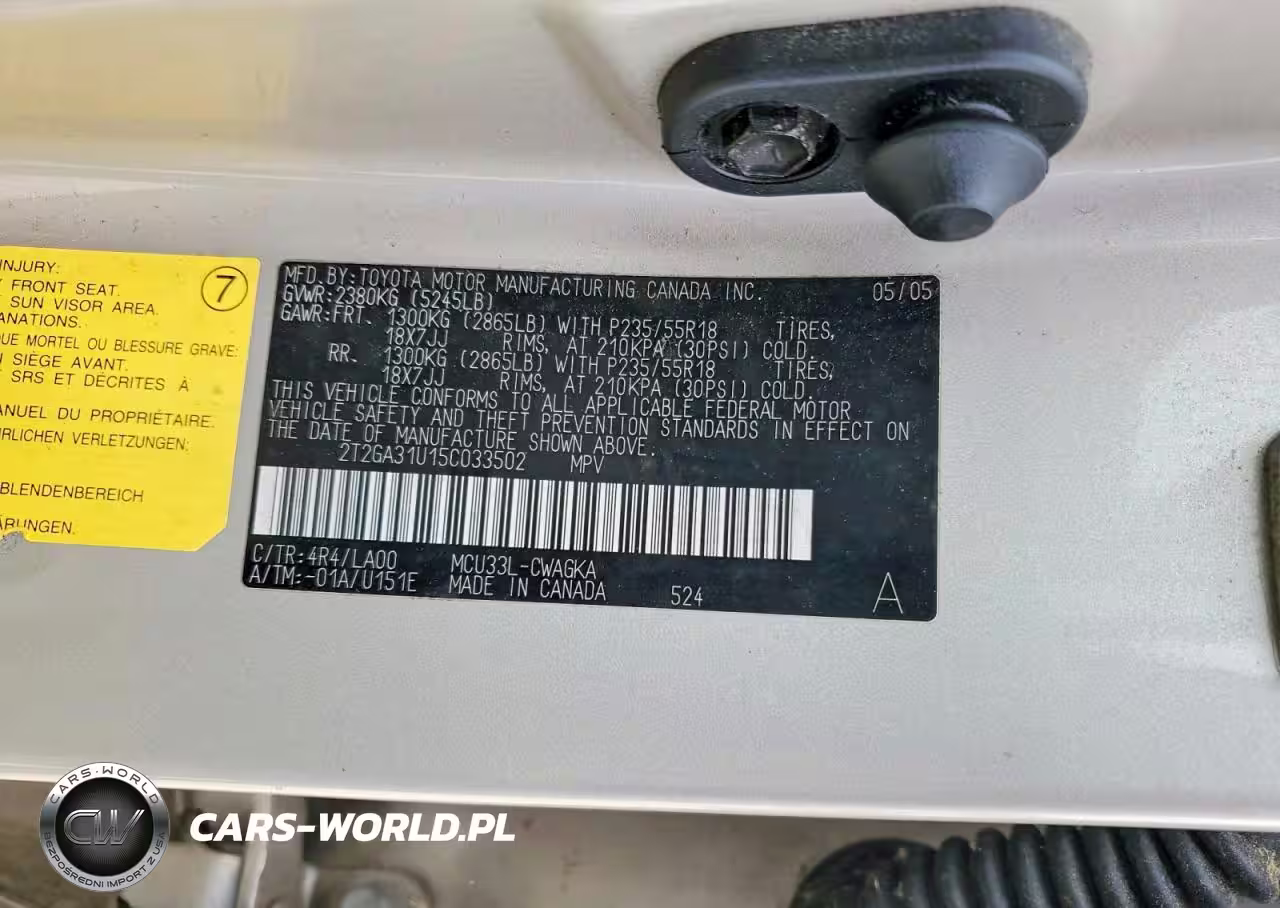 INJURY:
FRONT SEAT.
SUN VISOR AREA.
ANATIONS.
QUE MORTEL OU BLESSURE GRAVE:
SIÈGE AVANT.
SRS ET DÉCRITES À
ANUEL DU PROPRIÉTAIRE.
HRLICHEN VERLETZUNGEN:
BLENDENBEREICH
ÄRUNGEN.
7
MFD.BY:TOYOTA MOTOR MANUFACTURING CANADA INC. 05/05
GVWR:2380KG (5245LB)
GAWR:FRT. 1300KG (2865LB) WITH P235/55R18 TIRES,
18X7JJ RIMS, AT 210KPA (30PSI) COLD.
RR. 1300KG (2865LB) WITH P235/55R18 TIRES,
18X7JJ RIMS, AT 210KPA (30PSI) COLD.
THIS VEHICLE CONFORMS TO ALL APPLICABLE FEDERAL MOTOR
VEHICLE SAFETY AND THEFT PREVENTION STANDARDS IN EFFECT ON
THE DATE OF MANUFACTURE SHOWN ABOVE.
2T2GA31U15C033502 MPV
C/TR:4R4/LA00 MCU33L-CWAGKA
A/TM:-01A/U151E MADE IN CANADA 524 A
CARS-WORLD
CW
BEZPOŚREDNI IMPORT Z USA
CARS-WORLD.PL